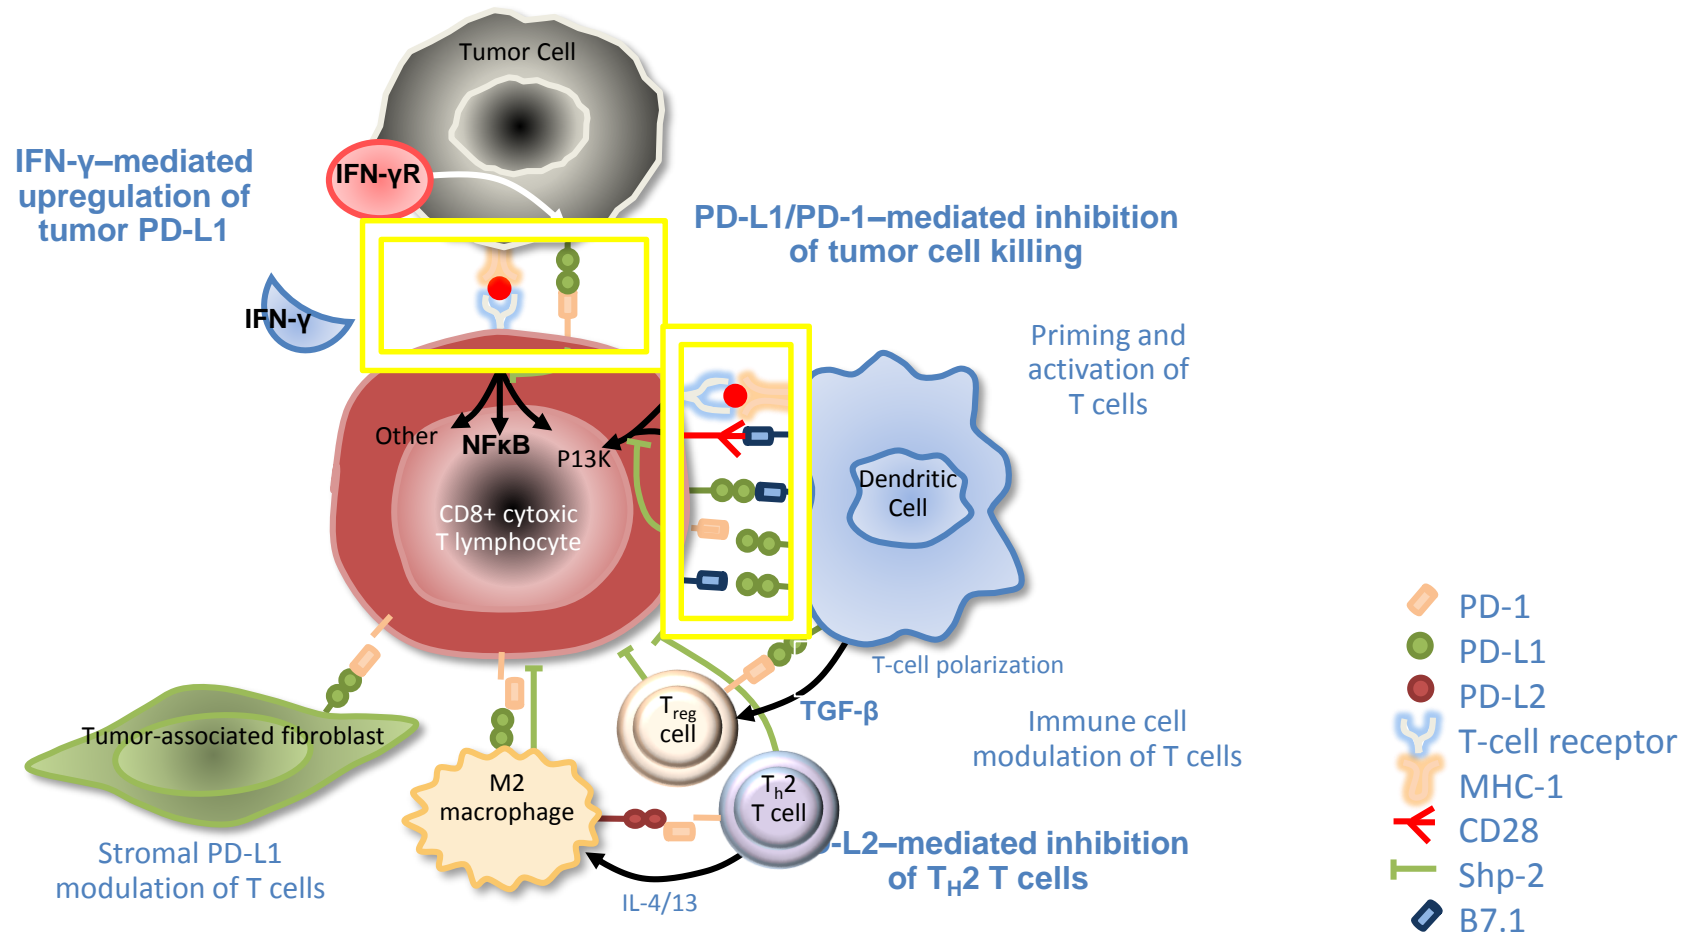 Tumor Cell
IFN-γ–mediated
upregulation of
tumor PD-L1
IFN-γR
PD-L1/PD-1–mediated inhibition
of tumor cell killing
IFN-γ
Priming and
activation of
T cells
Other
NFκB
P13K
CD8+ cytoxic
T lymphocyte
Dendritic
Cell
T-cell polarization
TGF-β
Treg
cell
Immune cell
modulation of T cells
Tumor-associated fibroblast
M2
macrophage
Th2
T cell
-L2–mediated inhibition
of TH2 T cells
IL-4/13
Stromal PD-L1
modulation of T cells
PD-1
PD-L1
PD-L2
T-cell receptor
MHC-1
CD28
Shp-2
B7.1